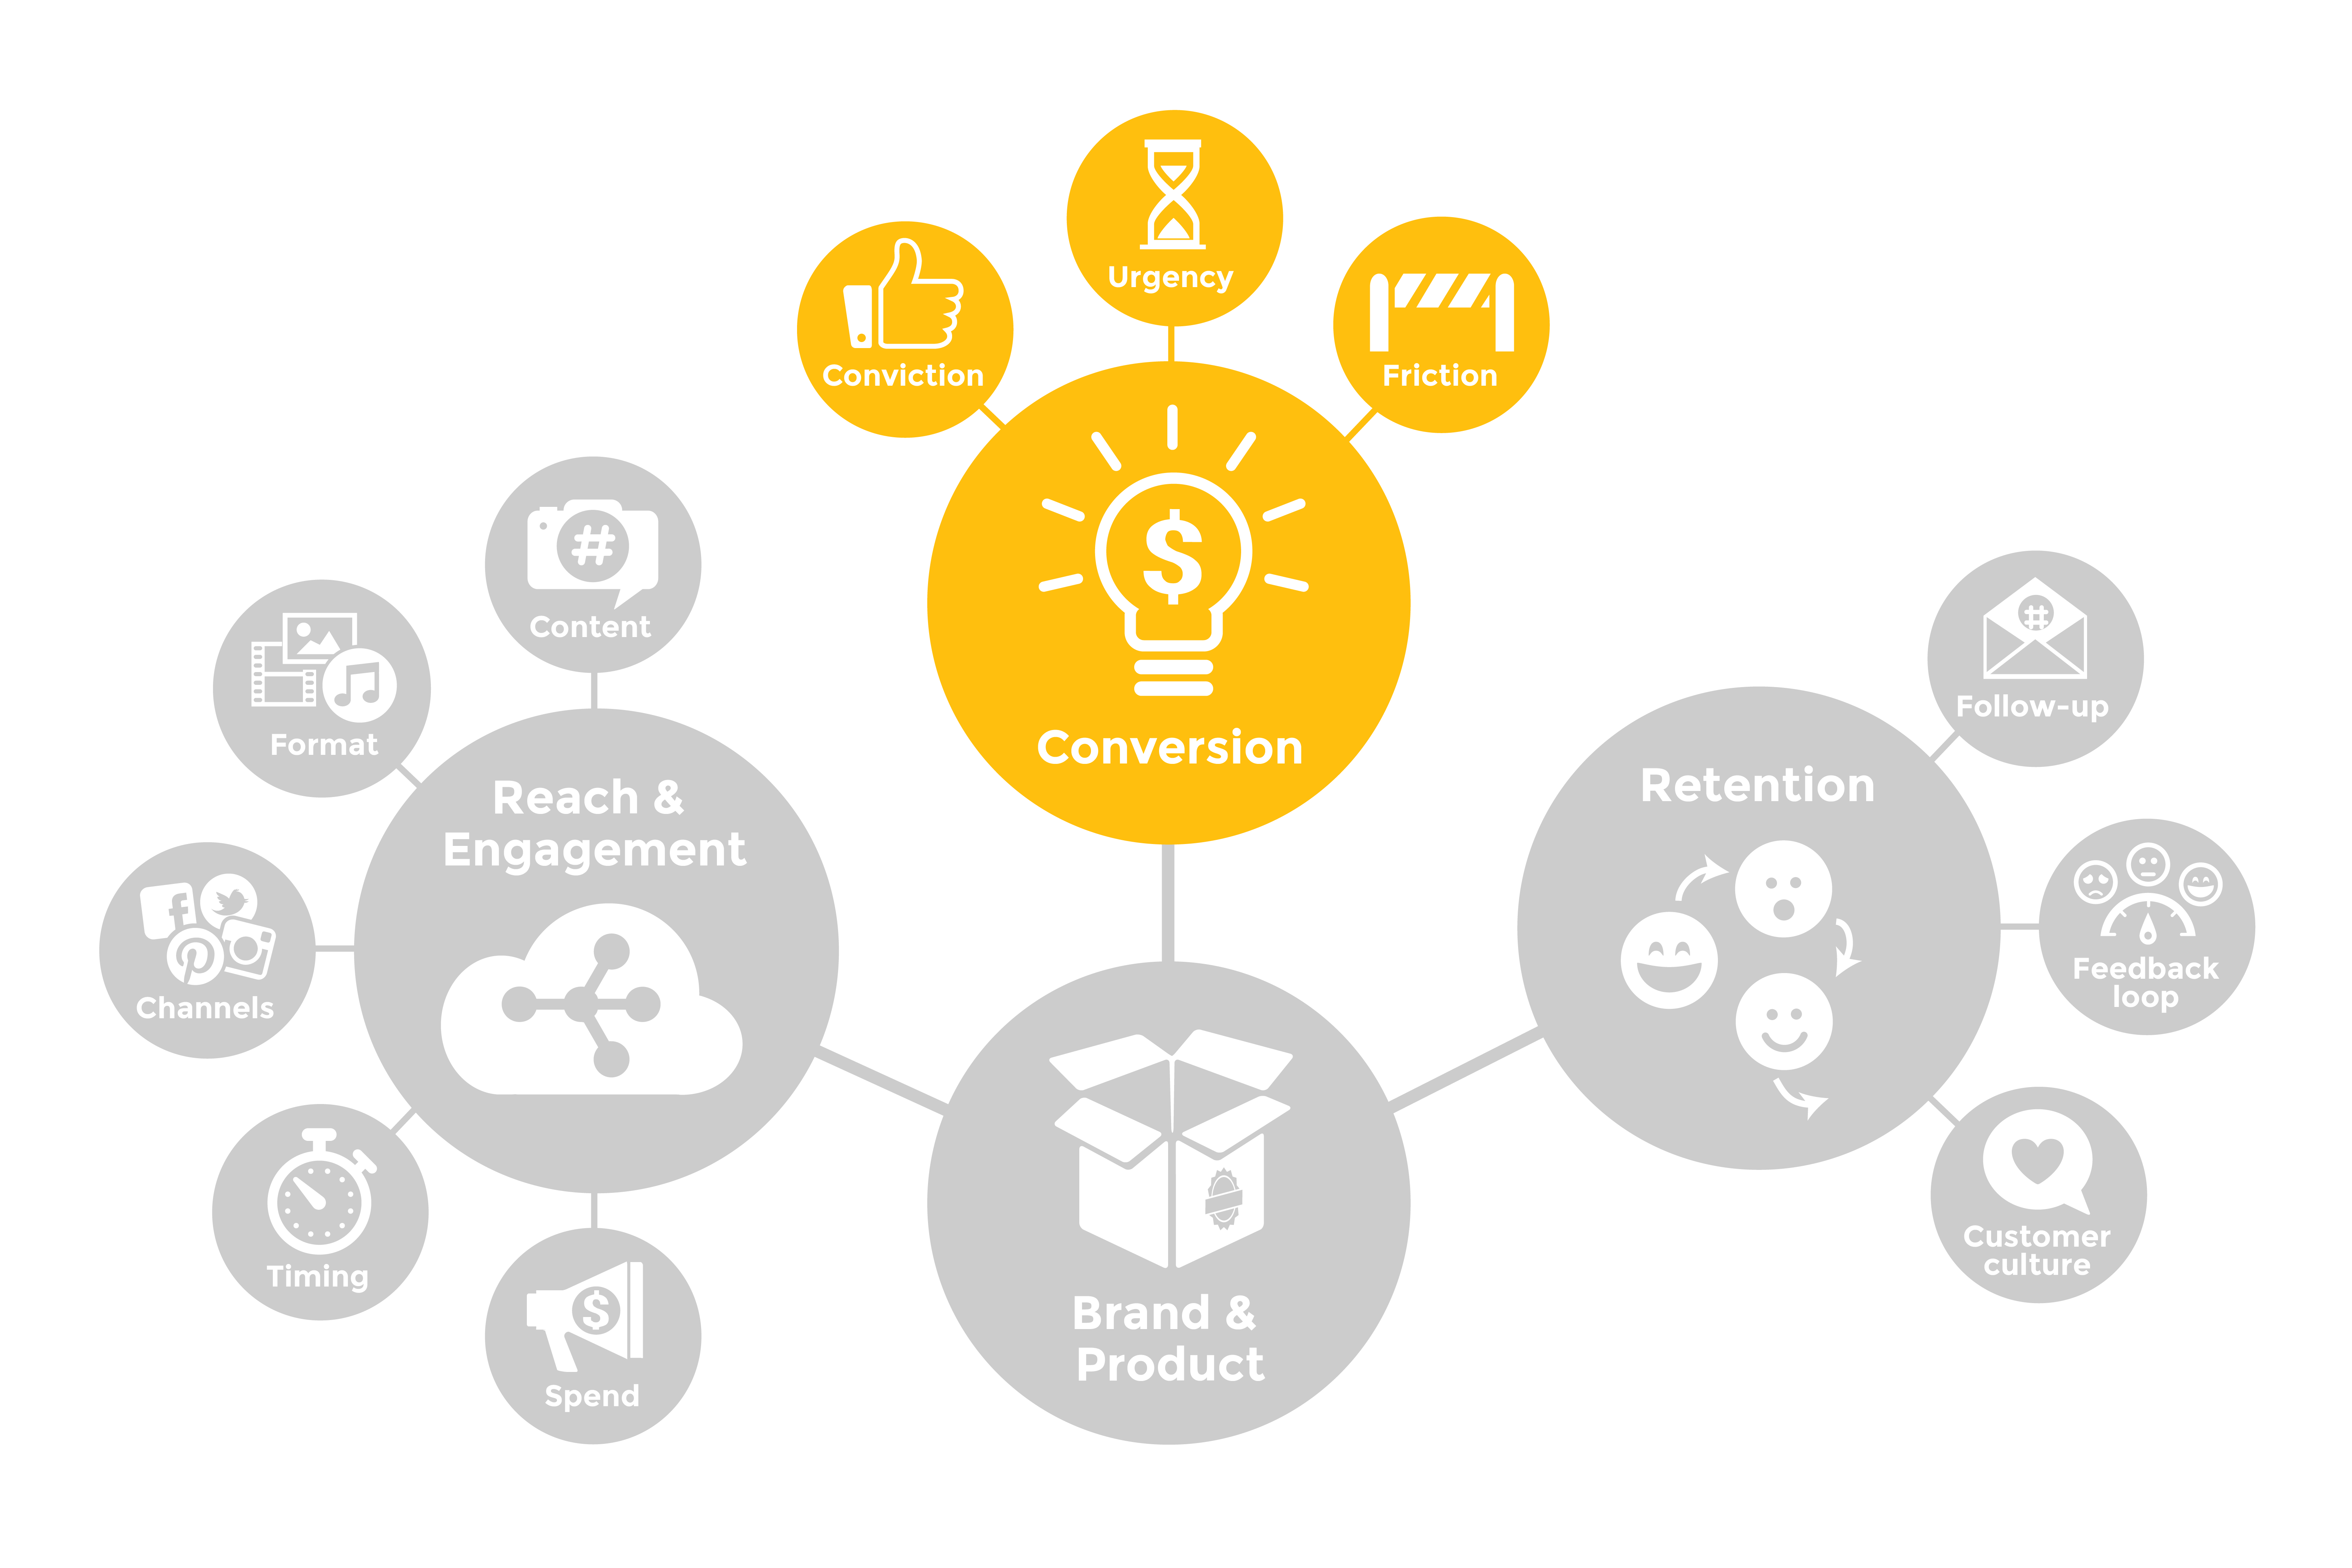 Urgency
Conviction
Friction
Conversion
Content
Format
Reach &
Engagement
Channels
Timing
Spend
Brand &
Product
Retention
Follow-up
Feedback
loop
Customer
culture